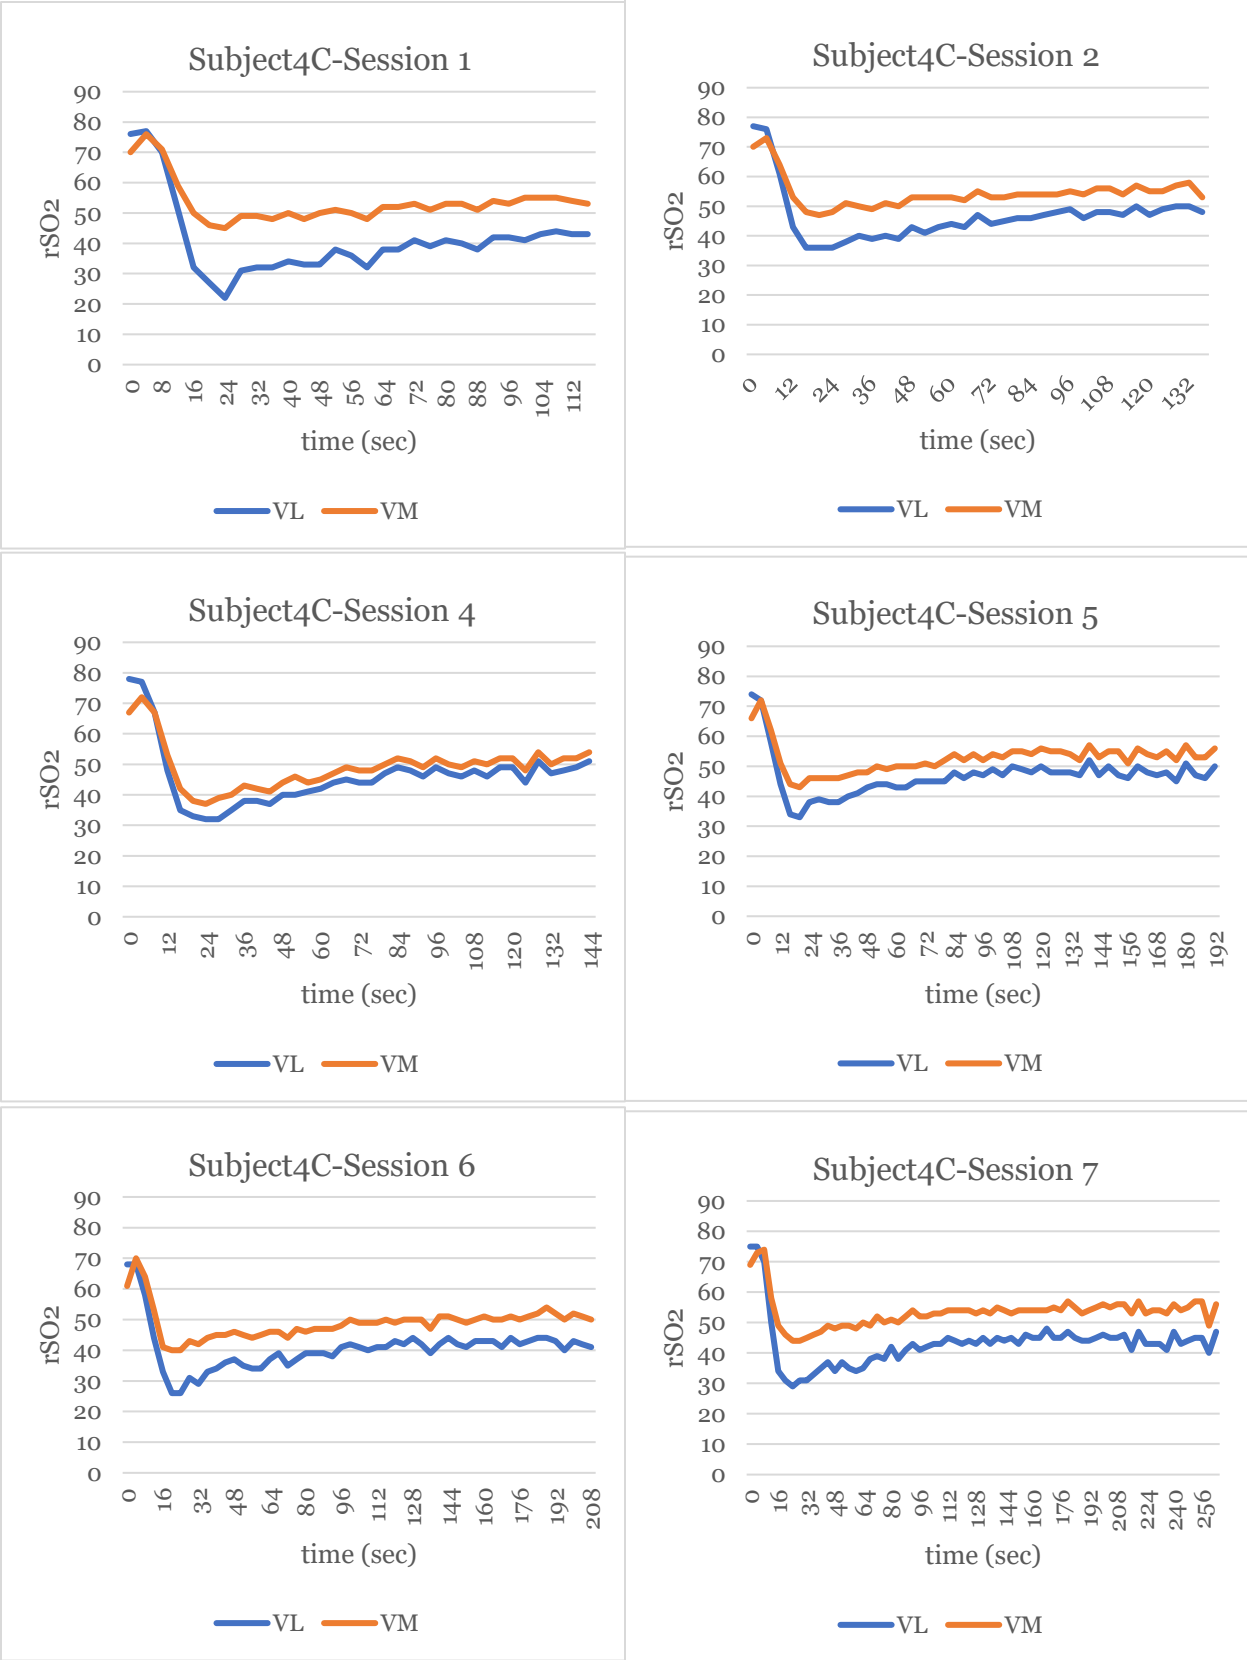 Subject4C-Session 1
90
80
70
60
50
40
30
20
10
0
rSO2
0 8 16 24 32 40 48 56 64 72 80 88 96 104 112
time (sec)
VL VM
Subject4C-Session 2
90
80
70
60
50
40
30
20
10
0
rSO2
0 12 24 36 48 60 72 84 96 108 120 132
time (sec)
VL VM
Subject4C-Session 4
90
80
70
60
50
40
30
20
10
0
rSO2
0 12 24 36 48 60 72 84 96 108 120 132 144
time (sec)
VL VM
Subject4C-Session 5
90
80
70
60
50
40
30
20
10
0
rSO2
0 12 24 36 48 60 72 84 96 108 120 132 144 156 168 180 192
time (sec)
VL VM
Subject4C-Session 6
90
80
70
60
50
40
30
20
10
0
rSO2
0 16 32 48 64 80 96 112 128 144 160 176 192 208
time (sec)
VL VM
Subject4C-Session 7
90
80
70
60
50
40
30
20
10
0
rSO2
0 16 32 48 64 80 96 112 128 144 160 176 192 208 224 240 256
time (sec)
VL VM